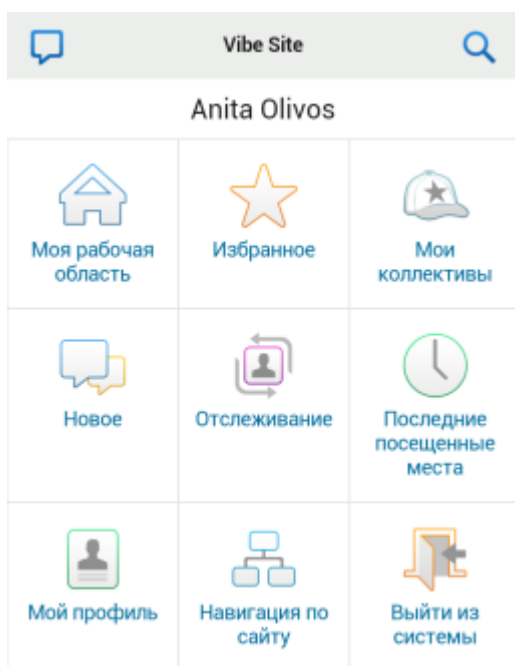 Vibe Site
Anita Olivos
Моя рабочая
область
Избранное
Мои
коллективы
Новое
Отслеживание
Последние
посещенные
места
Мой профиль
Навигация по
сайту
Выйти из
системы